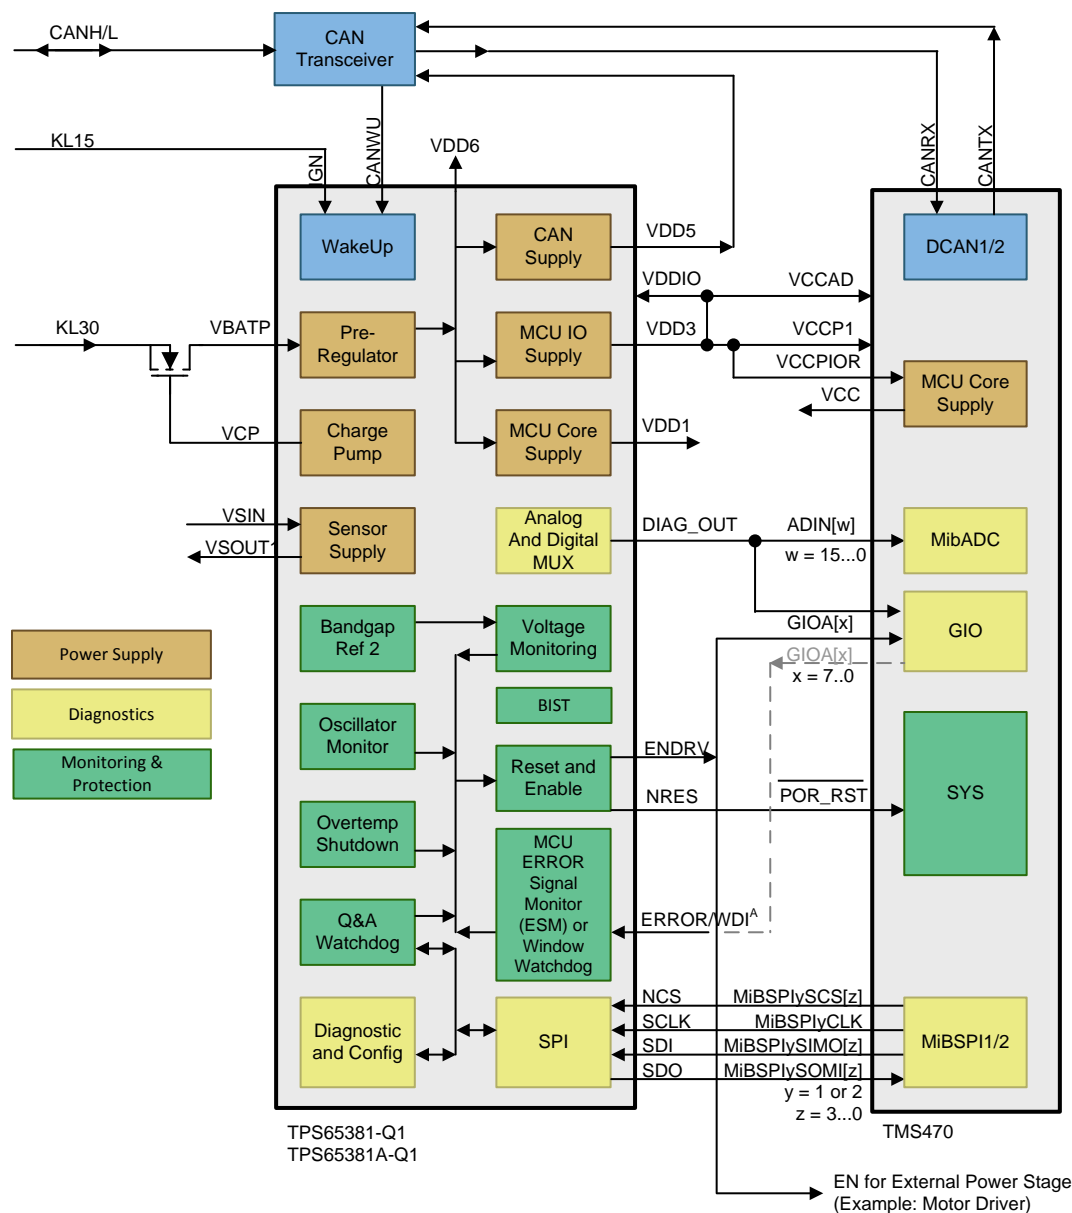 CANH/L
CAN
Transceiver
KL15
IGN
CANWU
VDD6
CANRX
CANTX
WakeUp
CAN
Supply
VDD5
DCAN1/2
VDDIO
VCCAD
KL30
VBATP
Pre-
Regulator
MCU IO
Supply
VDD3
VCCP1
VCCPIOR
VCC
MCU Core
Supply
VCP
Charge
Pump
MCU Core
Supply
VDD1
VSIN
VSOUT1
Sensor
Supply
Analog
And Digital
MUX
DIAG_OUT
ADIN[w]
w = 15...0
MibADC
Bandgap
Ref 2
Voltage
Monitoring
GIOA[x]
GIOA[x]
x = 7..0
GIO
Power Supply
Diagnostics
Monitoring &
Protection
BIST
Oscillator
Monitor
Reset and
Enable
ENDRV
NRES
POR_RST
SYS
Overtemp
Shutdown
MCU
ERROR
Signal
Monitor
(ESM) or
Window
Watchdog
Q&A
Watchdog
ERROR/WDIA
Diagnostic
and Config
SPI
NCS
MiBSPIySCS[z]
SCLK
MiBSPIyCLK
SDI
MiBSPIySIMO[z]
SDO
MiBSPIySOMI[z]
y = 1 or 2
z = 3...0
MiBSPI1/2
TPS65381-Q1
TPS65381A-Q1
TMS470
EN for External Power Stage
(Example: Motor Driver)